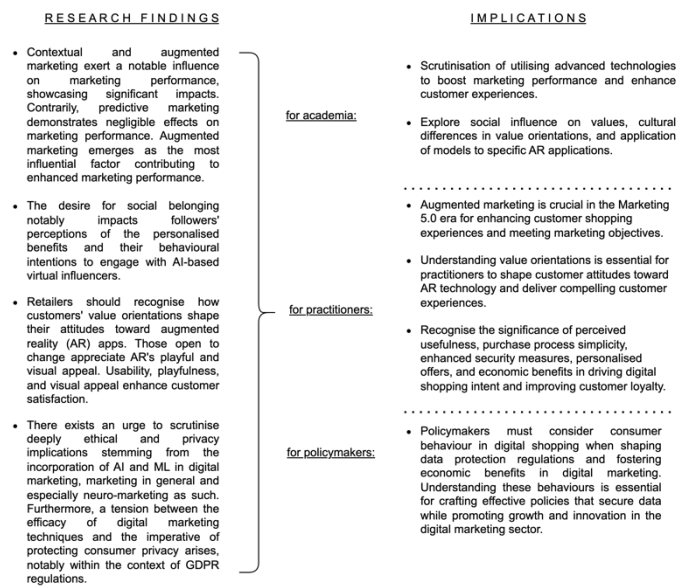 RESEARCH FINDINGS
• Contextual and augmented
marketing exert a notable influence
on marketing performance,
showcasing significant impacts.
Contrarily, predictive marketing
demonstrates negligible effects on
marketing performance. Augmented
marketing emerges as the most
influential factor contributing to
enhanced marketing performance.
• The desire for social belonging
notably impacts followers'
perceptions of the personalised
benefits and their behavioural
intentions to engage with AI-based
virtual influencers.
• Retailers should recognise how
customers' value orientations shape
their attitudes toward augmented
reality (AR) apps. Those open to
change appreciate AR's playful and
visual appeal. Usability, playfulness,
and visual appeal enhance customer
satisfaction.
• There exists an urge to scrutinise
deeply ethical and privacy
implications stemming from the
incorporation of AI and ML in digital
marketing, marketing in general and
especially neuro-marketing as such.
Furthermore, a tension between the
efficacy of digital marketing
techniques and the imperative of
protecting consumer privacy arises,
notably within the context of GDPR
regulations.
IMPLICATIONS
for academia:
• Scrutinisation of utilising advanced technologies
to boost marketing performance and enhance
customer experiences.
• Explore social influence on values, cultural
differences in value orientations, and application
of models to specific AR applications.
for practitioners:
• Augmented marketing is crucial in the Marketing
5.0 era for enhancing customer shopping
experiences and meeting marketing objectives.
• Understanding value orientations is essential for
practitioners to shape customer attitudes toward
AR technology and deliver compelling customer
experiences.
• Recognise the significance of perceived
usefulness, purchase process simplicity,
enhanced security measures, personalised
offers, and economic benefits in driving digital
shopping intent and improving customer loyalty.
for policymakers:
• Policymakers must consider consumer
behaviour in digital shopping when shaping
data protection regulations and fostering
economic benefits in digital marketing.
Understanding these behaviours is essential
for crafting effective policies that secure data
while promoting growth and innovation in the
digital marketing sector.